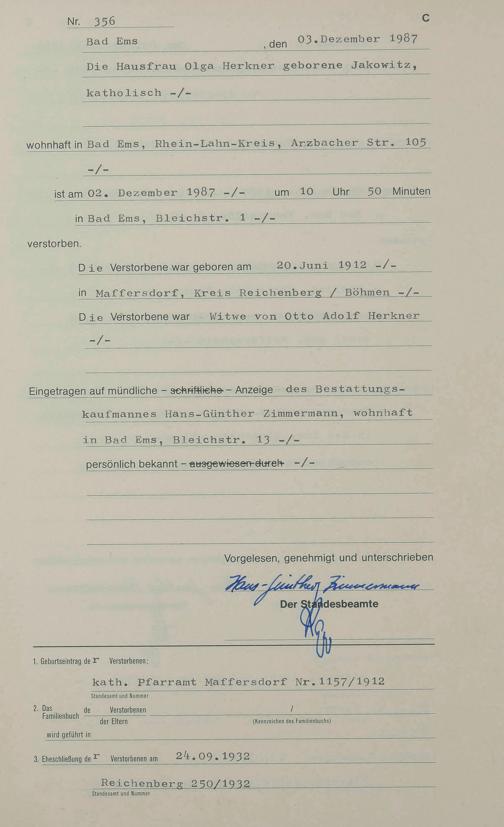 Nr. 356 C
Bad Ems , den 03.Dezember 1987
Die Hausfrau Olga Herkner geborene Jakowitz,
katholisch -/-
wohnhaft in Bad Ems, Rhein-Lahn-Kreis, Arzbacher Str. 105
-/-
ist am 02. Dezember 1987 -/- um 10 Uhr 50 Minuten
in Bad Ems, Bleichstr. 1 -/-
verstorben.
Die Verstorbene war geboren am 20.Juni 1912 -/-
in Maffersdorf, Kreis Reichenberg / Böhmen -/-
Die Verstorbene war Witwe von Otto Adolf Herkner
-/-
Eingetragen auf mündliche – schriftliche – Anzeige des Bestattungs-
kaufmannes Hans-Günther Zimmermann, wohnhaft
in Bad Ems, Bleichstr. 13 -/-
persönlich bekannt – ausgewiesen durch -/-
Vorgelesen, genehmigt und unterschrieben
Hans-Günther Zimmermann
Der Standesbeamte
1. Geburtseintrag der Verstorbenen:
kath. Pfarramt Maffersdorf Nr.1157/1912
Standesamt und Nummer
2. Das Familienbuch de Verstorbenen /
der Eltern (Kennzeichen des Familienbuchs)
wird geführt in
3. Eheschließung der Verstorbenen am 24.09.1932
Reichenberg 250/1932
Standesamt und Nummer